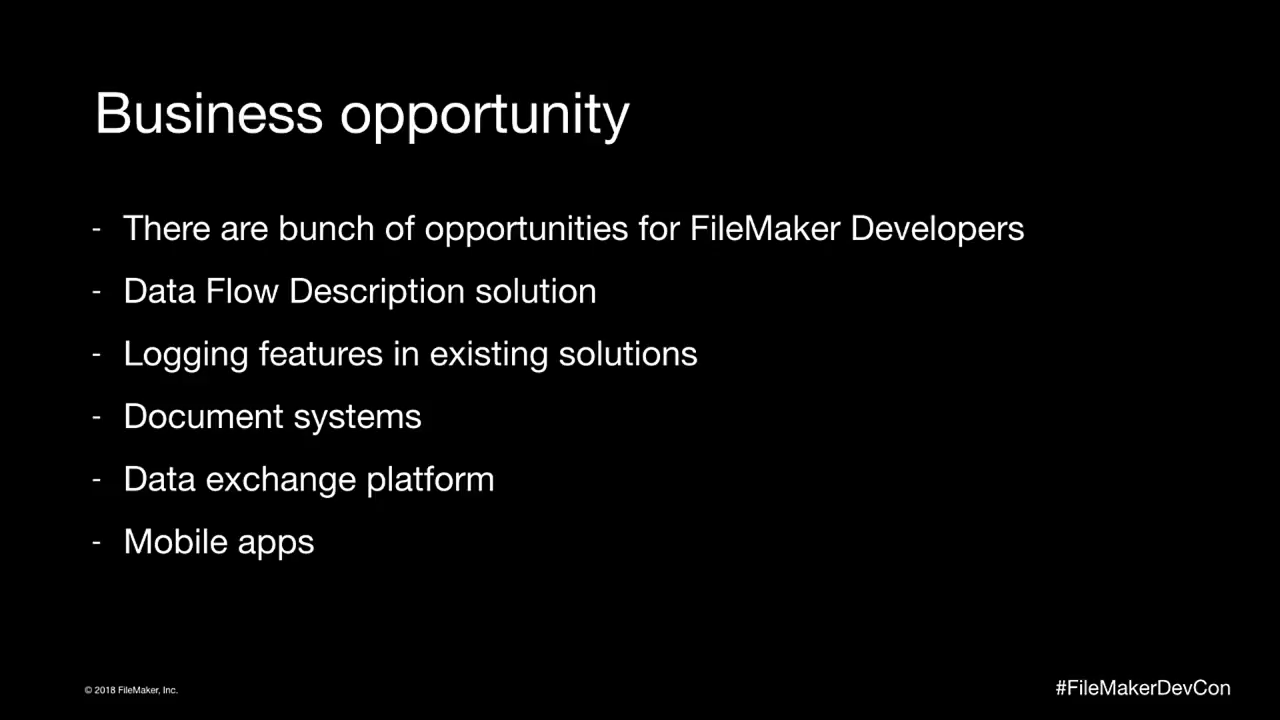 Business opportunity
- There are bunch of opportunities for FileMaker Developers
- Data Flow Description solution
- Logging features in existing solutions
- Document systems
- Data exchange platform
- Mobile apps
© 2018 FileMaker, Inc.
#FileMakerDevCon